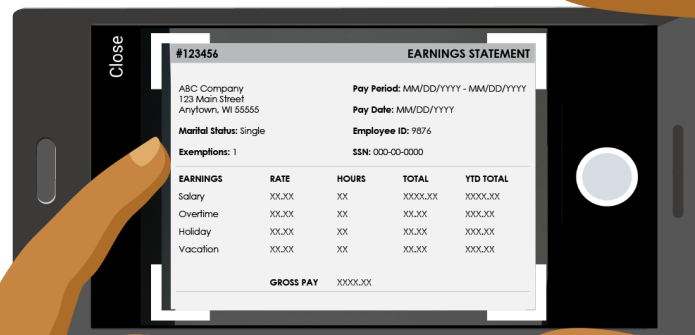 Close
#123456 EARNINGS STATEMENT
ABC Company
123 Main Street
Anytown, WI 55555
Pay Period: MM/DD/YYYY - MM/DD/YYYY
Pay Date: MM/DD/YYYY
Marital Status: Single
Employee ID: 9876
Exemptions: 1
SSN: 000-00-0000
EARNINGS RATE HOURS TOTAL YTD TOTAL
Salary XX.XX XX XXXX.XX XXXX.XX
Overtime XX.XX XX XX.XX XXX.XX
Holiday XX.XX XX XX.XX XXX.XX
Vacation XX.XX XX XX.XX XXX.XX
GROSS PAY XXXX.XX